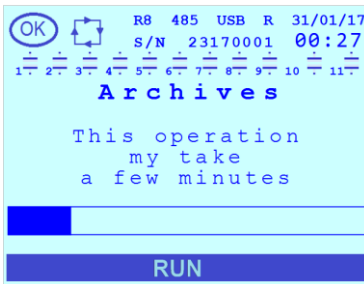 OK R8 485 USB R 31/01/17
S/N 23170001 00:27
1 2 3 4 5 6 7 8 9 10 11
Archives
This operation
my take
a few minutes
RUN